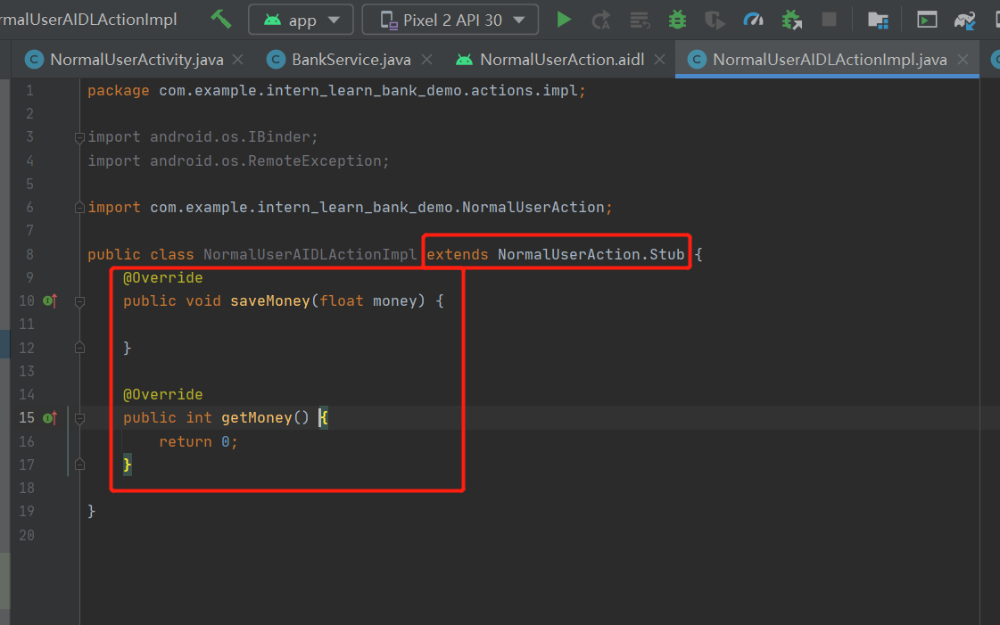 rmalUserAIDLActionImpl app Pixel 2 API 30
NormalUserActivity.java BankService.java NormalUserAction.aidl NormalUserAIDLActionImpl.java
1 package com.example.intern_learn_bank_demo.actions.impl;
2
3 import android.os.IBinder;
4 import android.os.RemoteException;
5
6 import com.example.intern_learn_bank_demo.NormalUserAction;
7
8 public class NormalUserAIDLActionImpl extends NormalUserAction.Stub {
9 @Override
10 public void saveMoney(float money) {
11
12 }
13
14 @Override
15 public int getMoney() {
16 return 0;
17 }
18
19 }
20